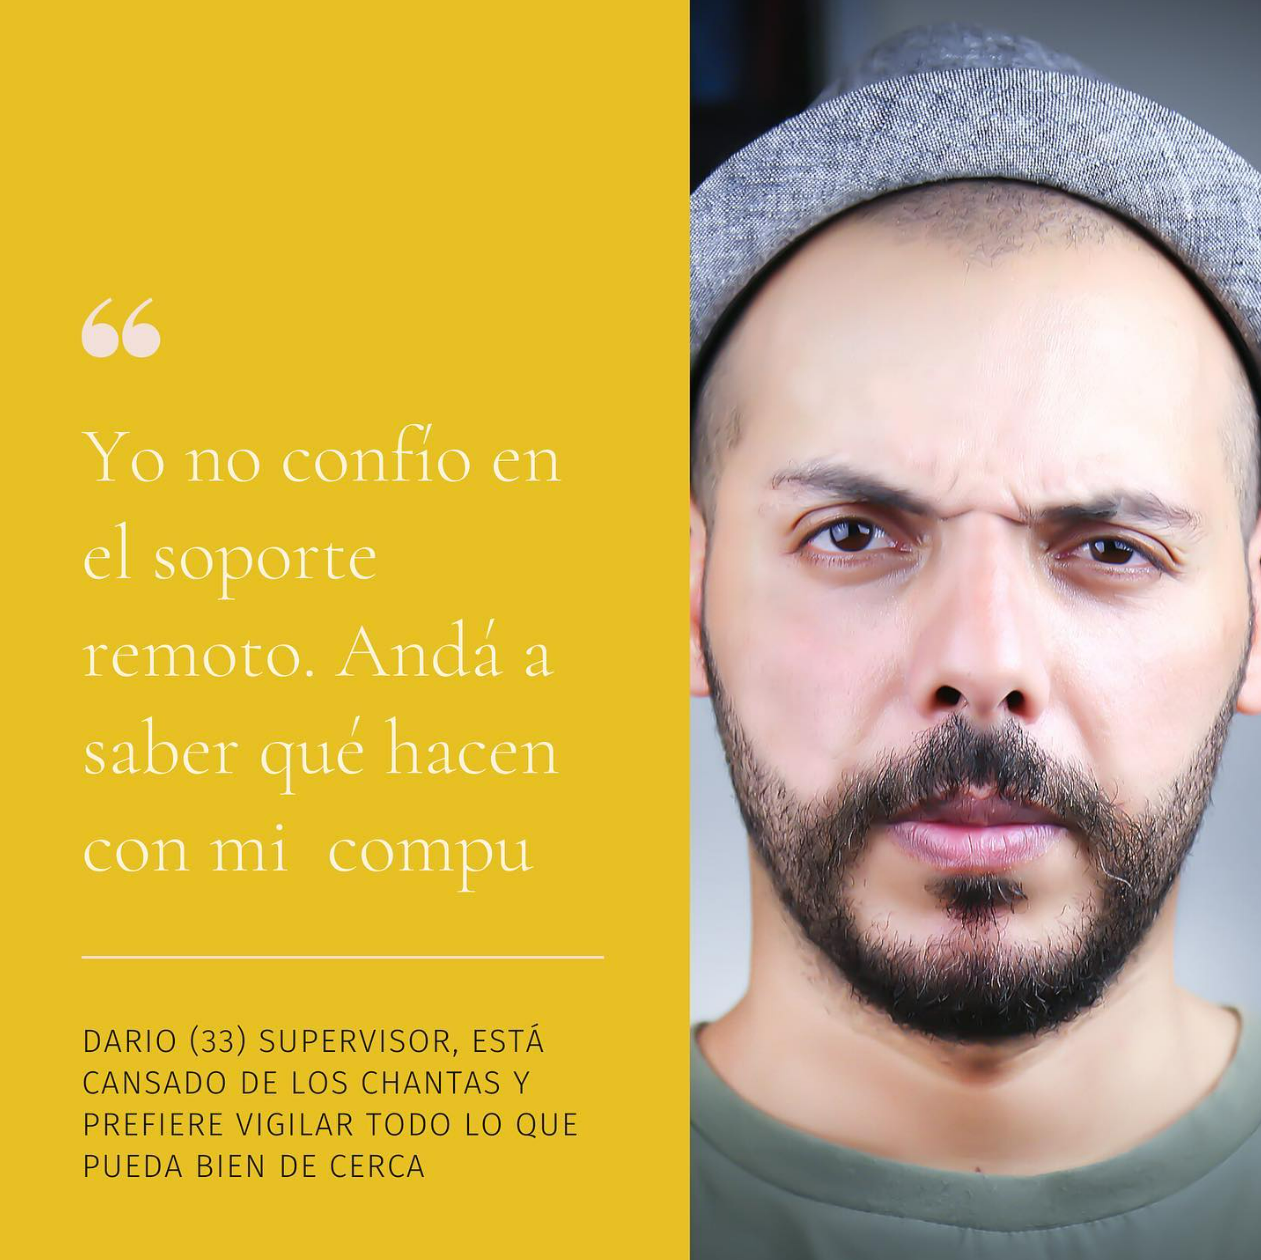 “
Yo no confío en
el soporte
remoto. Andá a
saber qué hacen
con mi  compu
DARIO (33) SUPERVISOR, ESTÁ
CANSADO DE LOS CHANTAS Y
PREFIERE VIGILAR TODO LO QUE
PUEDA BIEN DE CERCA